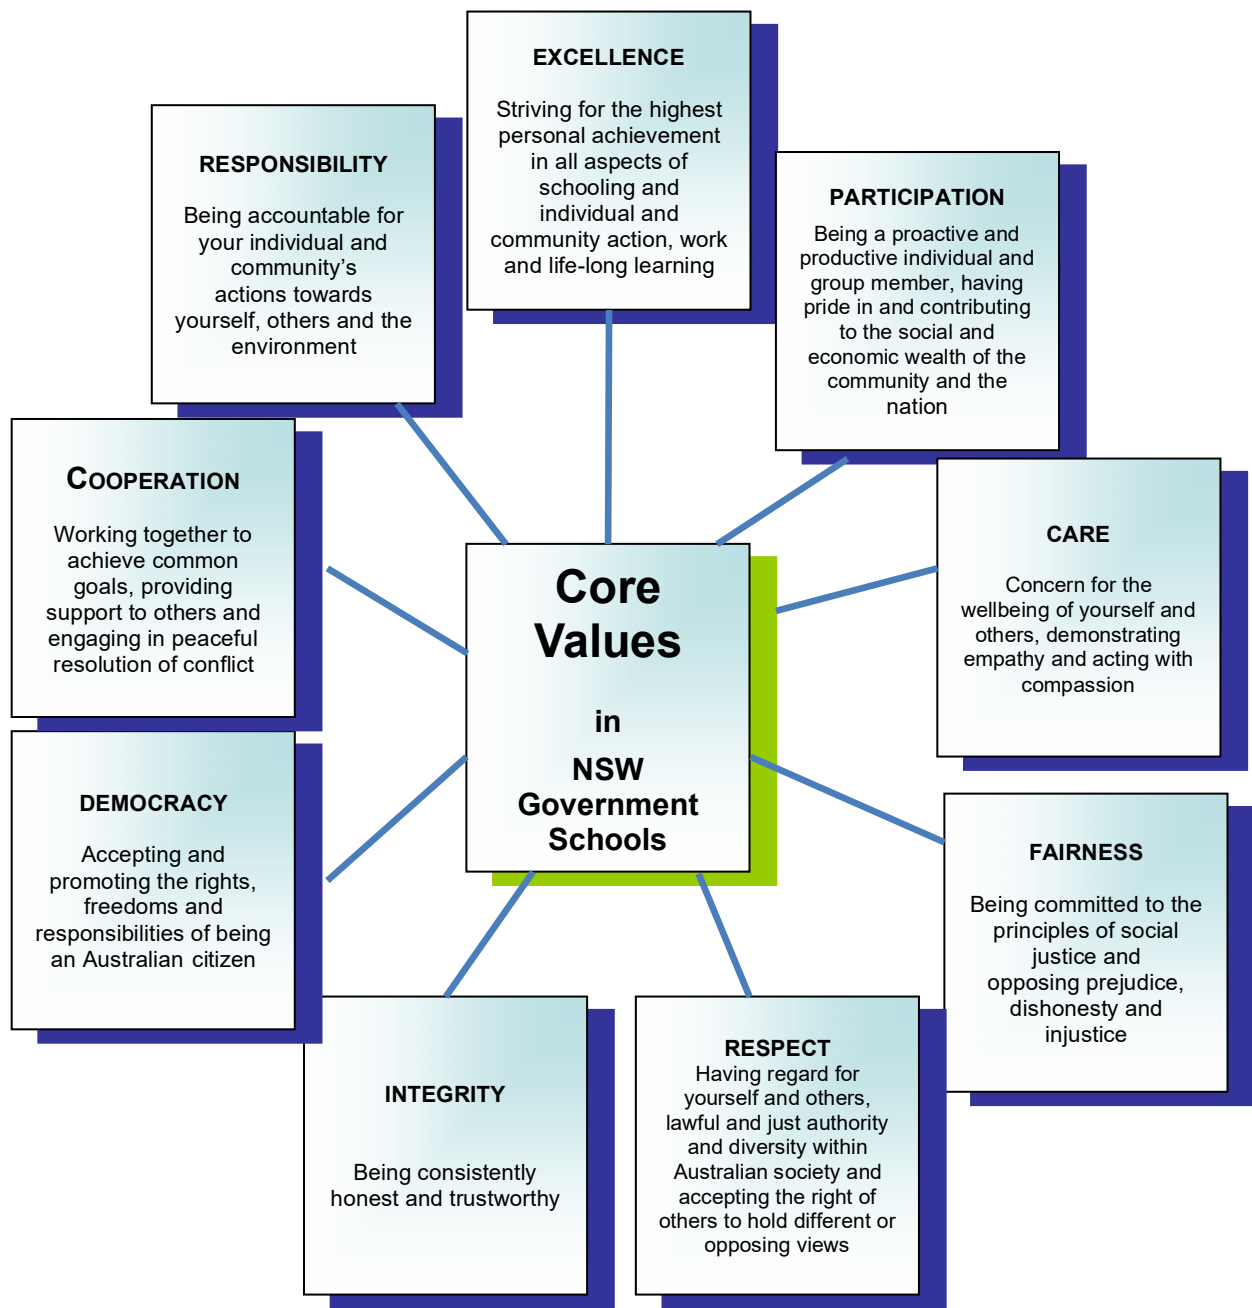 EXCELLENCE
Striving for the highest
personal achievement
in all aspects of
schooling and
individual and
community action, work
and life-long learning
RESPONSIBILITY
Being accountable for
your individual and
community’s
actions towards
yourself, others and the
environment
PARTICIPATION
Being a proactive and
productive individual and
group member, having
pride in and contributing
to the social and
economic wealth of the
community and the
nation
COOPERATION
Working together to
achieve common
goals, providing
support to others and
engaging in peaceful
resolution of conflict
Core
Values
in
NSW
Government
Schools
CARE
Concern for the
wellbeing of yourself and
others, demonstrating
empathy and acting with
compassion
DEMOCRACY
Accepting and
promoting the rights,
freedoms and
responsibilities of being
an Australian citizen
FAIRNESS
Being committed to the
principles of social
justice and
opposing prejudice,
dishonesty and
injustice
INTEGRITY
Being consistently
honest and trustworthy
RESPECT
Having regard for
yourself and others,
lawful and just authority
and diversity within
Australian society and
accepting the right of
others to hold different or
opposing views